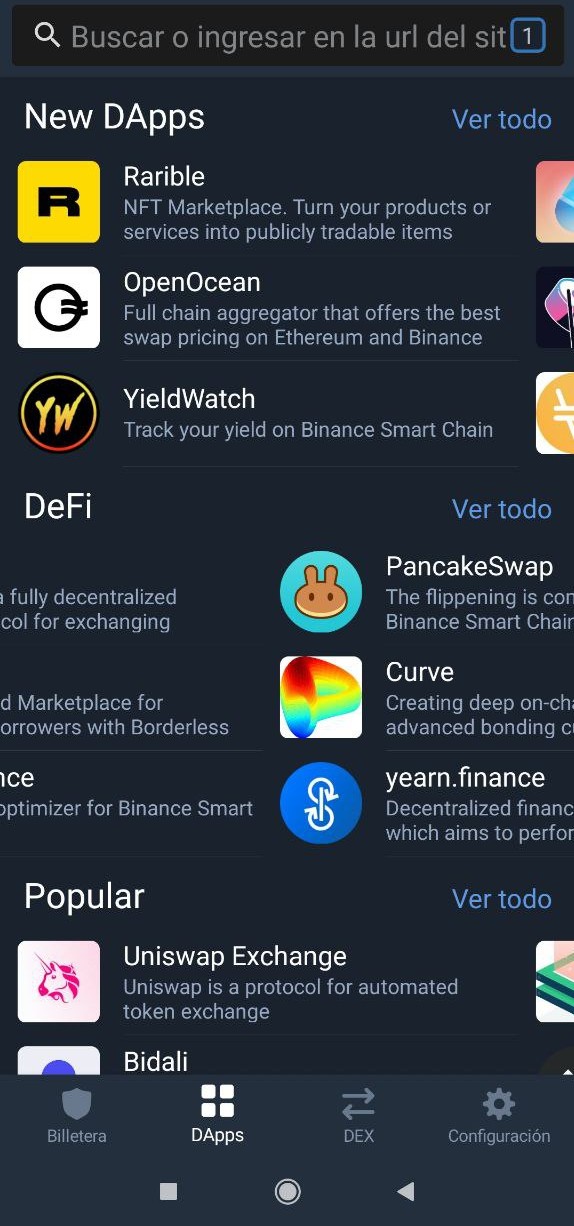 Buscar o ingresar en la url del sit
1
New DApps
Ver todo
R
Rarible
NFT Marketplace. Turn your products or
services into publicly tradable items
OpenOcean
Full chain aggregator that offers the best
swap pricing on Ethereum and Binance
YW
YieldWatch
Track your yield on Binance Smart Chain
DeFi
Ver todo
a fully decentralized
col for exchanging
PancakeSwap
The flippening is con
Binance Smart Chain
d Marketplace for
orrowers with Borderless
Curve
Creating deep on-cha
advanced bonding cu
nce
optimizer for Binance Smart
yearn.finance
Decentralized financ
which aims to perfor
Popular
Ver todo
Uniswap Exchange
Uniswap is a protocol for automated
token exchange
Bidali
Billetera
DApps
DEX
Configuración